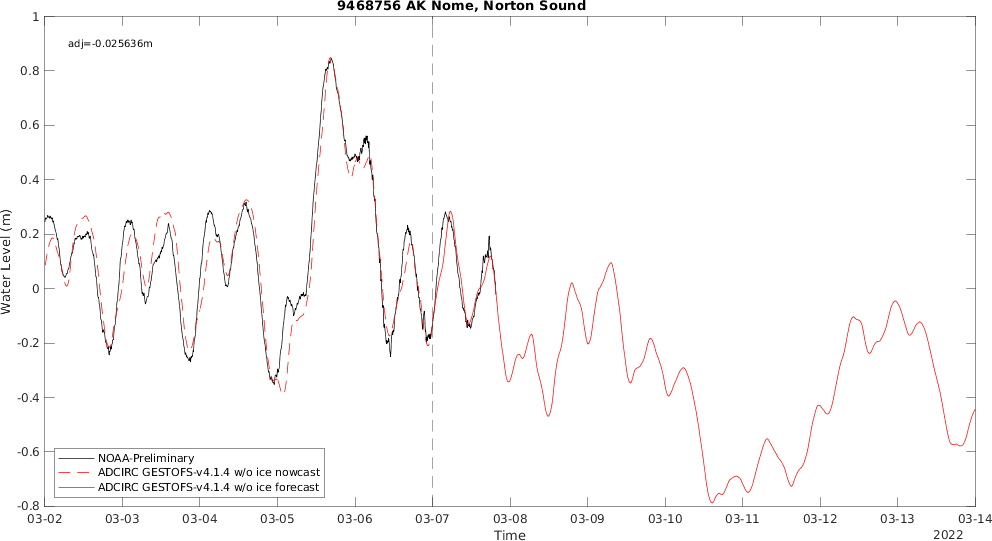 9468756 AK Nome, Norton Sound
adj=-0.025636m
1
0.8
0.6
0.4
0.2
0
-0.2
-0.4
-0.6
-0.8
Water Level (m)
NOAA-Preliminary
ADCIRC GESTOFS-v4.1.4 w/o ice nowcast
ADCIRC GESTOFS-v4.1.4 w/o ice forecast
03-02 03-03 03-04 03-05 03-06 03-07 03-08 03-09 03-10 03-11 03-12 03-13 03-14
Time
2022